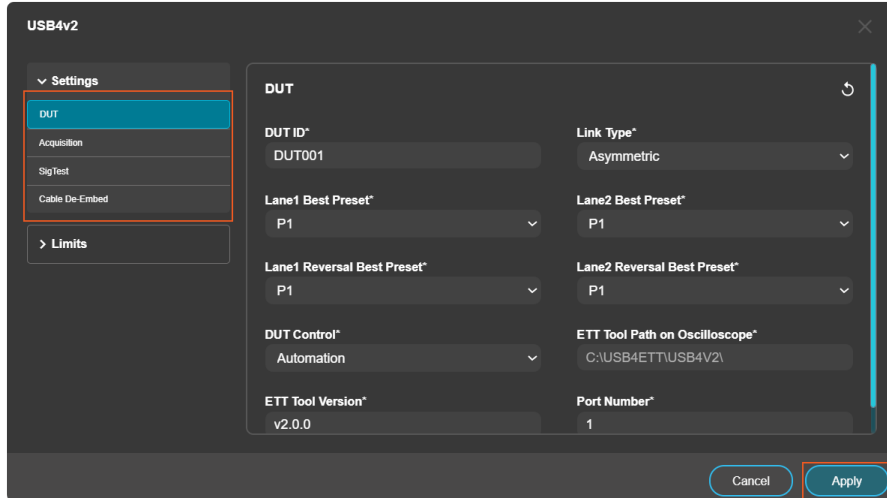 USB4v2
Settings
DUT
Acquisition
SigTest
Cable De-Embed
Limits
DUT
DUT ID*
DUT001
Link Type*
Asymmetric
Lane1 Best Preset*
P1
Lane2 Best Preset*
P1
Lane1 Reversal Best Preset*
P1
Lane2 Reversal Best Preset*
P1
DUT Control*
Automation
ETT Tool Path on Oscilloscope*
C:\USB4ETT\USB4V2\
ETT Tool Version*
v2.0.0
Port Number*
1
Cancel
Apply